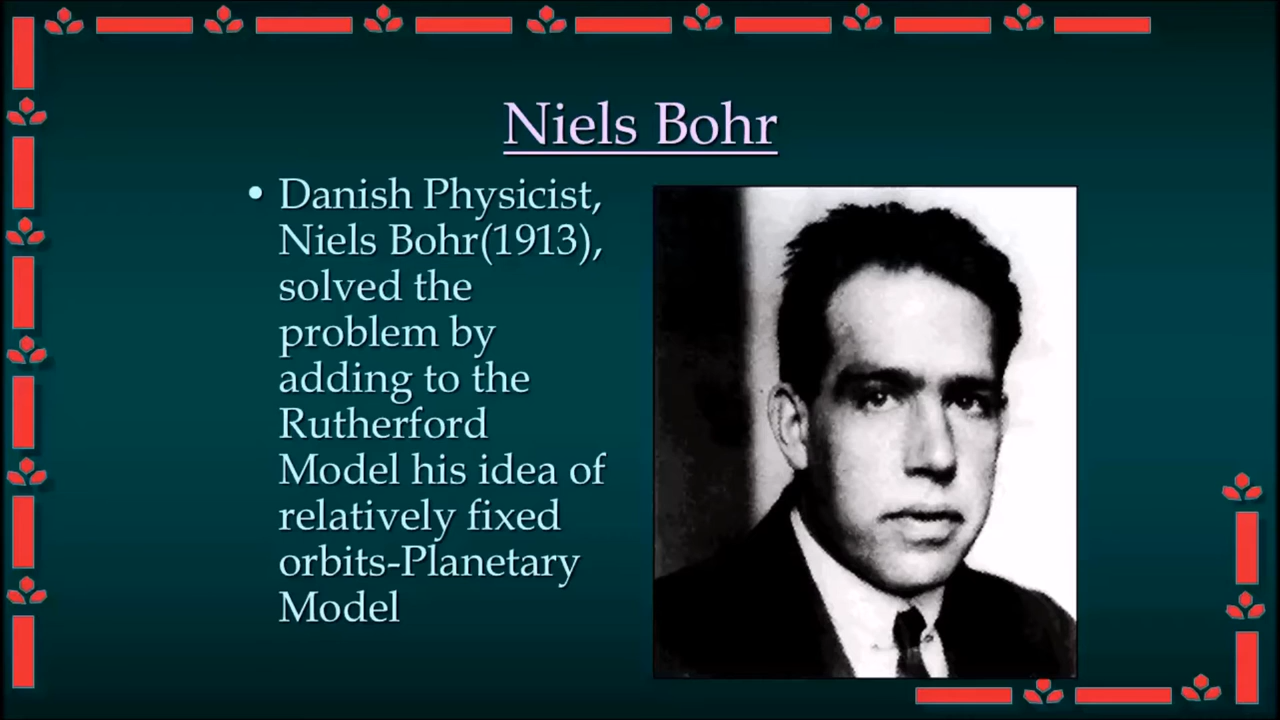 Niels Bohr
• Danish Physicist,
Niels Bohr(1913),
solved the
problem by
adding to the
Rutherford
Model his idea of
relatively fixed
orbits-Planetary
Model